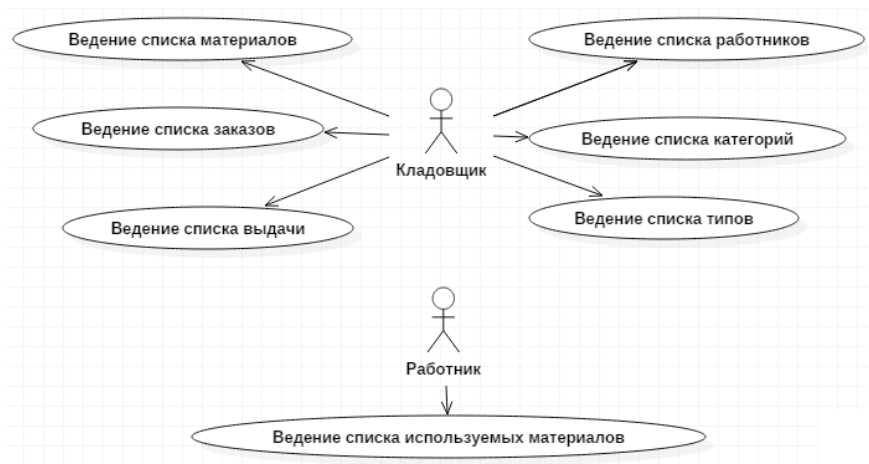 Ведение списка материалов
Ведение списка работников
Ведение списка заказов
Ведение списка категорий
Кладовщик
Ведение списка выдачи
Ведение списка типов
Работник
Ведение списка используемых материалов